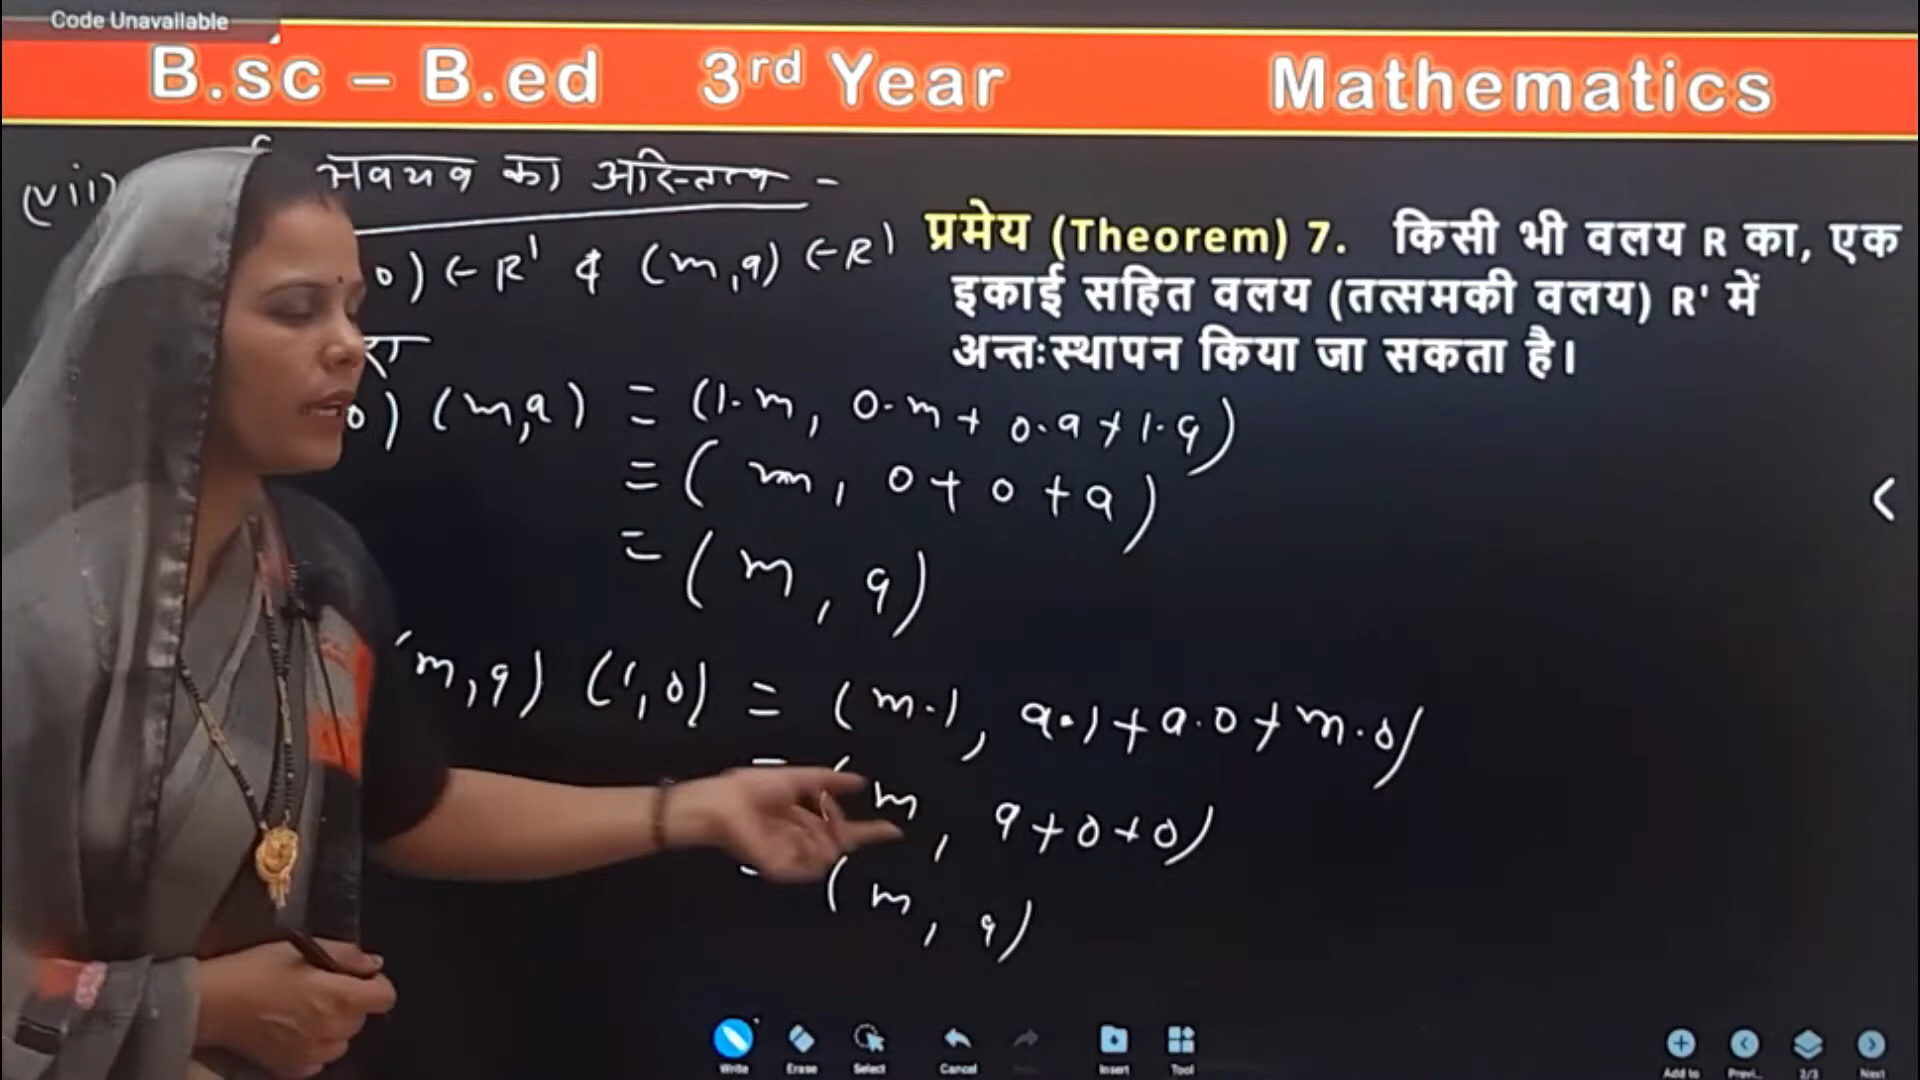 Code Unavailable
B.sc – B.ed 3rd Year Mathematics
(vii) अवयव का अस्तित्व -
0) ∈ R' & (m,a) ∈ R'
प्रमेय (Theorem) 7. किसी भी वलय R का, एक
इकाई सहित वलय (तत्समकी वलय) R' में
अन्तःस्थापन किया जा सकता है।
0) (m,a) = (1.m, 0.m + 0.a + 1.a)
= (m, 0+0+a)
= (m, a)
(m,a) (1,0) = (m.1, a.1 + a.0 + m.0)
= (m, a+0+0)
= (m, a)
<
Write Erase Select Cancel Insert Tool Add to Previ... 2/3 Next